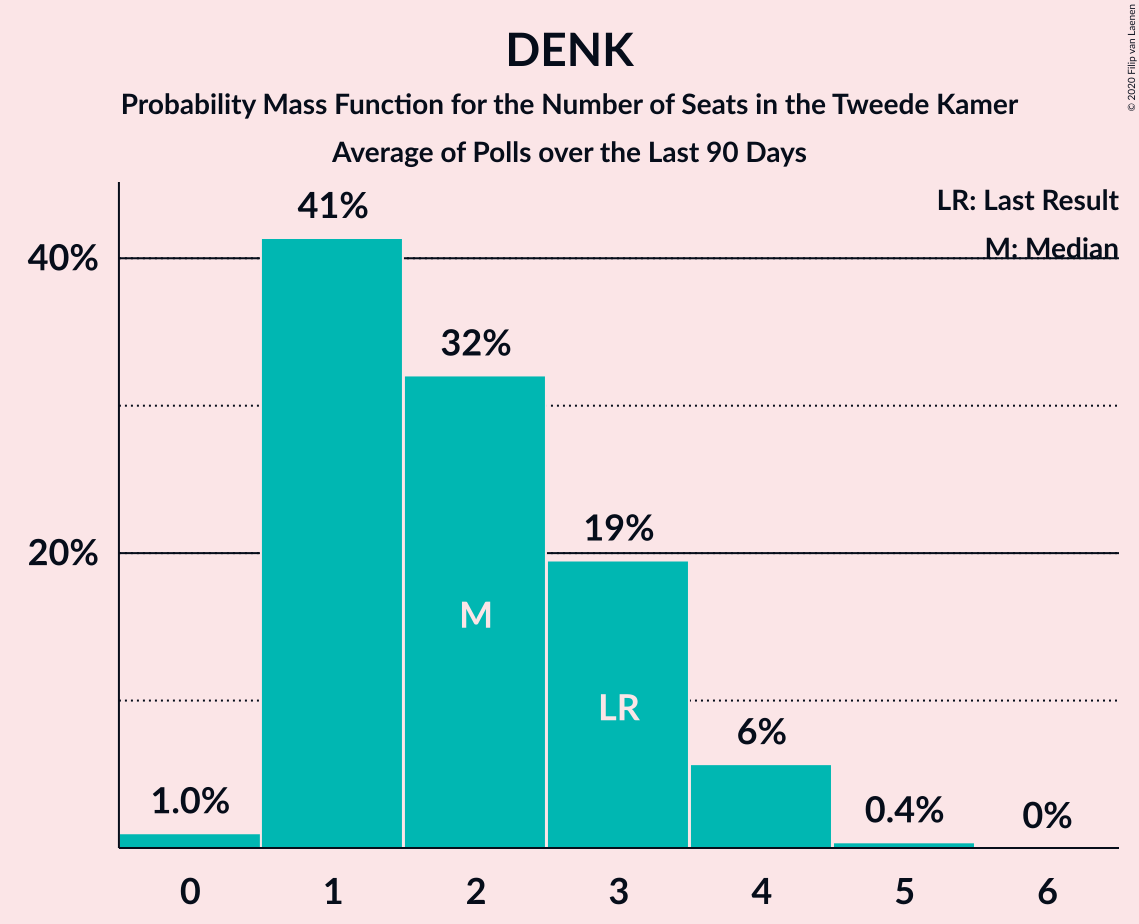 DENK
Probability Mass Function for the Number of Seats in the Tweede Kamer
Average of Polls over the Last 90 Days
© 2020 Filip van Laenen
LR: Last Result
M: Median
41%
40%
32%
19%
20%
M
LR
6%
1.0%
0.4%
0%
0 1 2 3 4 5 6